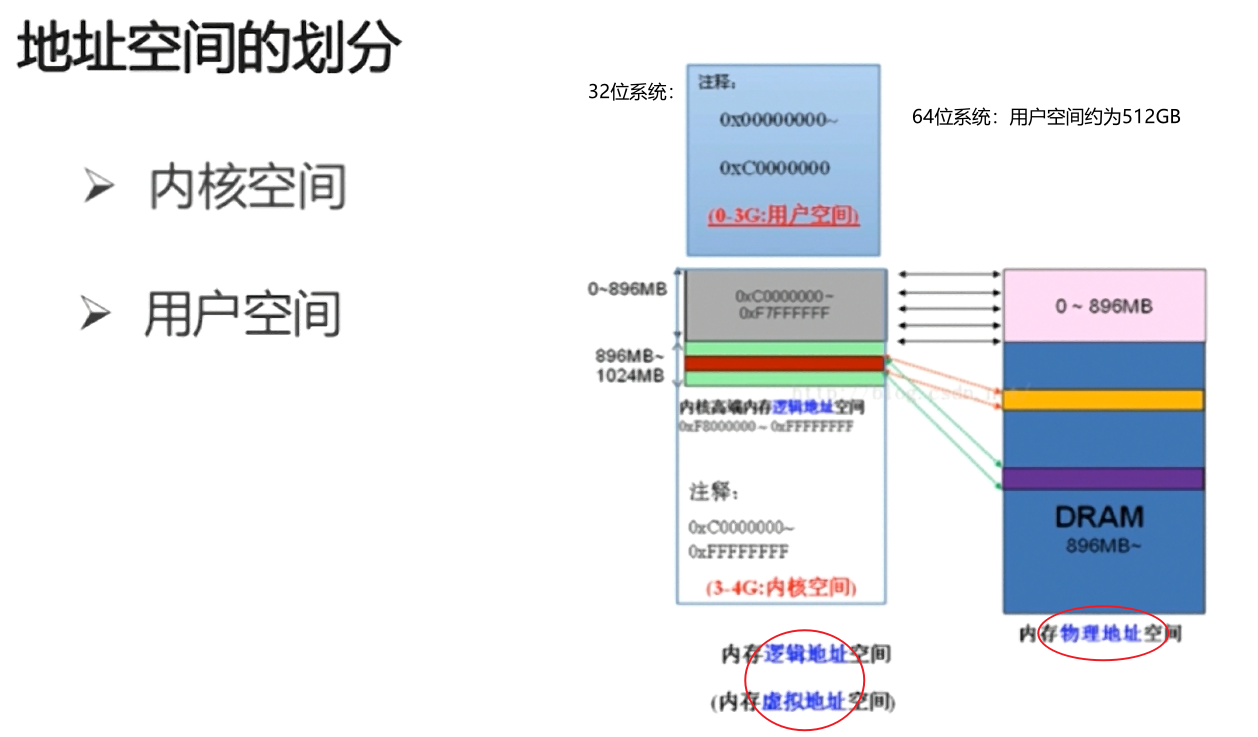 地址空间的划分
内核空间
用户空间
32位系统：
注释：
0x00000000~
0xC0000000
(0-3G:用户空间)
64位系统：用户空间约为512GB
0~896MB
0xC0000000~
0xF7FFFFFF
0 ~ 896MB
896MB~
1024MB
http://blog.csdn.net/
内核高端内存逻辑地址空间
0xF8000000 ~ 0xFFFFFFFF
注释：
0xC0000000~
0xFFFFFFFF
(3-4G:内核空间)
DRAM
896MB~
内存物理地址空间
内存逻辑地址空间
(内存虚拟地址空间)